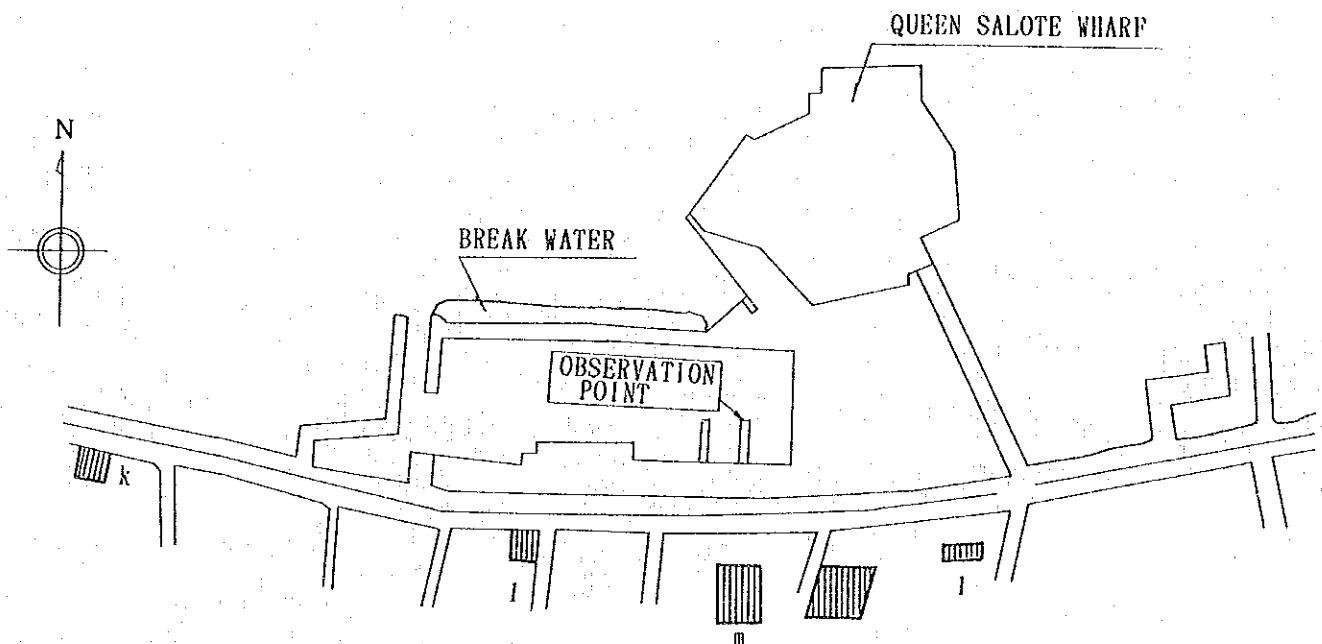 QUEEN SALOTE WHARF
N
BREAK WATER
OBSERVATION
POINT
k
l
l
m